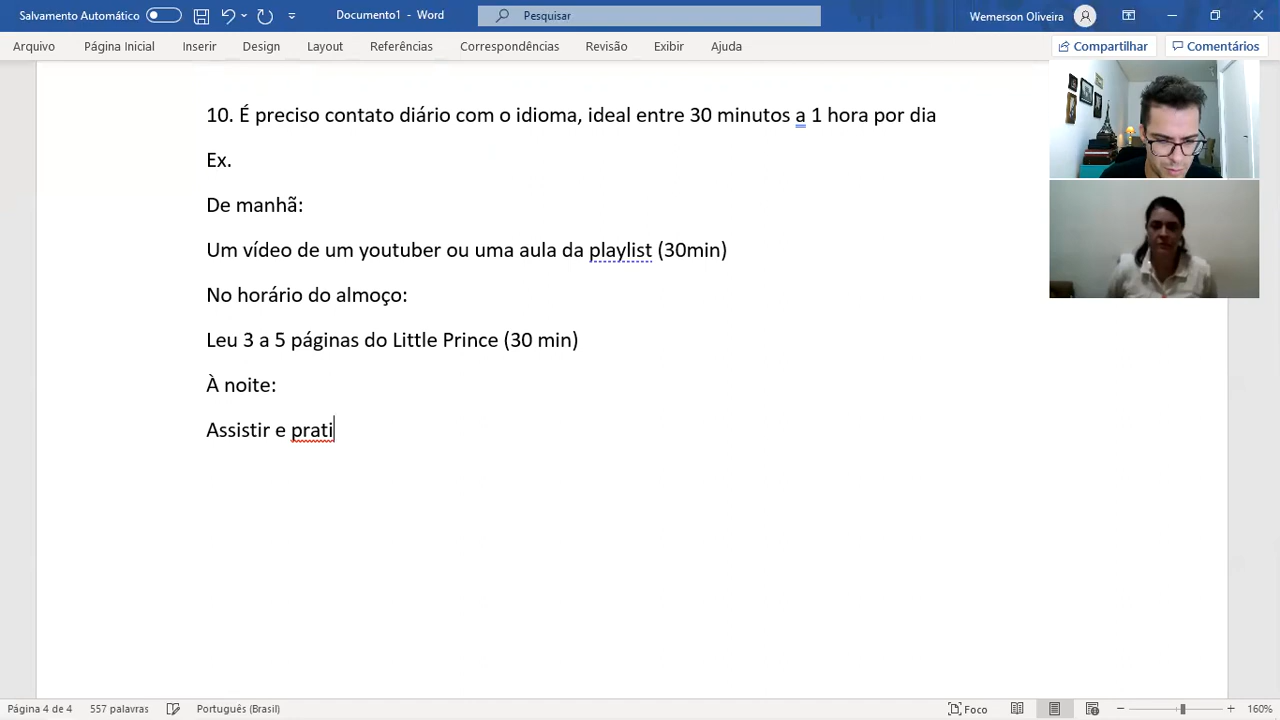 Salvamento Automático
Documento1 - Word
Pesquisar
Wemerson Oliveira
Arquivo Página Inicial Inserir Design Layout Referências Correspondências Revisão Exibir Ajuda
Compartilhar Comentários
10. É preciso contato diário com o idioma, ideal entre 30 minutos a 1 hora por dia
Ex.
De manhã:
Um vídeo de um youtuber ou uma aula da playlist (30min)
No horário do almoço:
Leu 3 a 5 páginas do Little Prince (30 min)
À noite:
Assistir e prati
Página 4 de 4 557 palavras Português (Brasil) Foco 160%